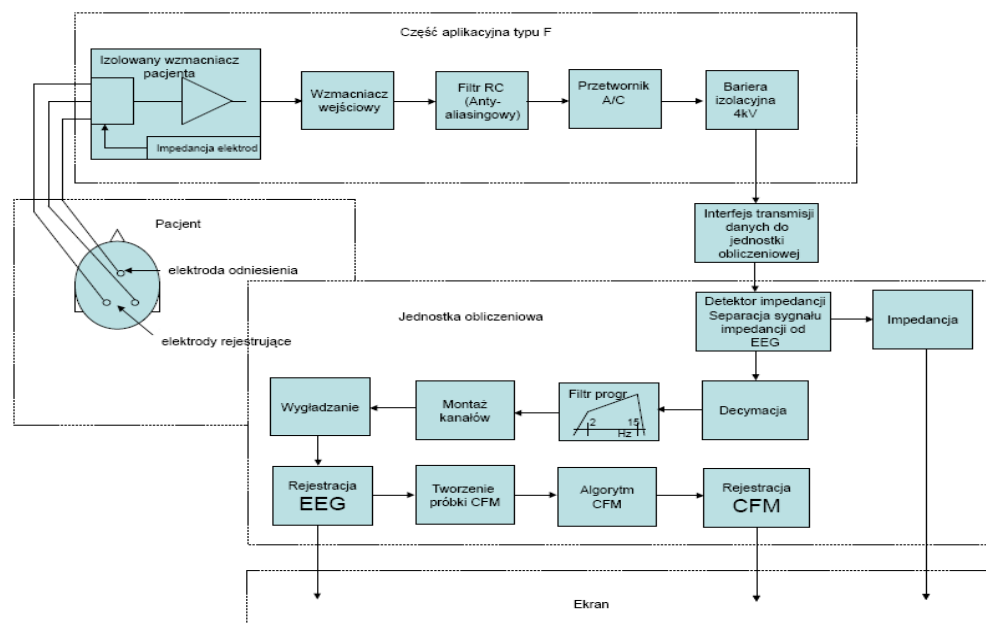 Część aplikacyjna typu F
Izolowany wzmacniacz
pacjenta
Impedancja elektrod
Wzmacniacz
wejściowy
Filtr RC
(Anty-
aliasingowy)
Przetwornik
A/C
Bariera
izolacyjna
4kV
Interfejs transmisji
danych do
jednostki
obliczeniowej
Pacjent
elektroda odniesienia
elektrody rejestrujące
Jednostka obliczeniowa
Detektor impedancji
Separacja sygnału
impedancji od
EEG
Impedancja
Decymacja
Filtr progr.
2 15
Hz
Montaż
kanałów
Wygładzanie
Rejestracja
EEG
Tworzenie
próbki CFM
Algorytm
CFM
Rejestracja
CFM
Ekran